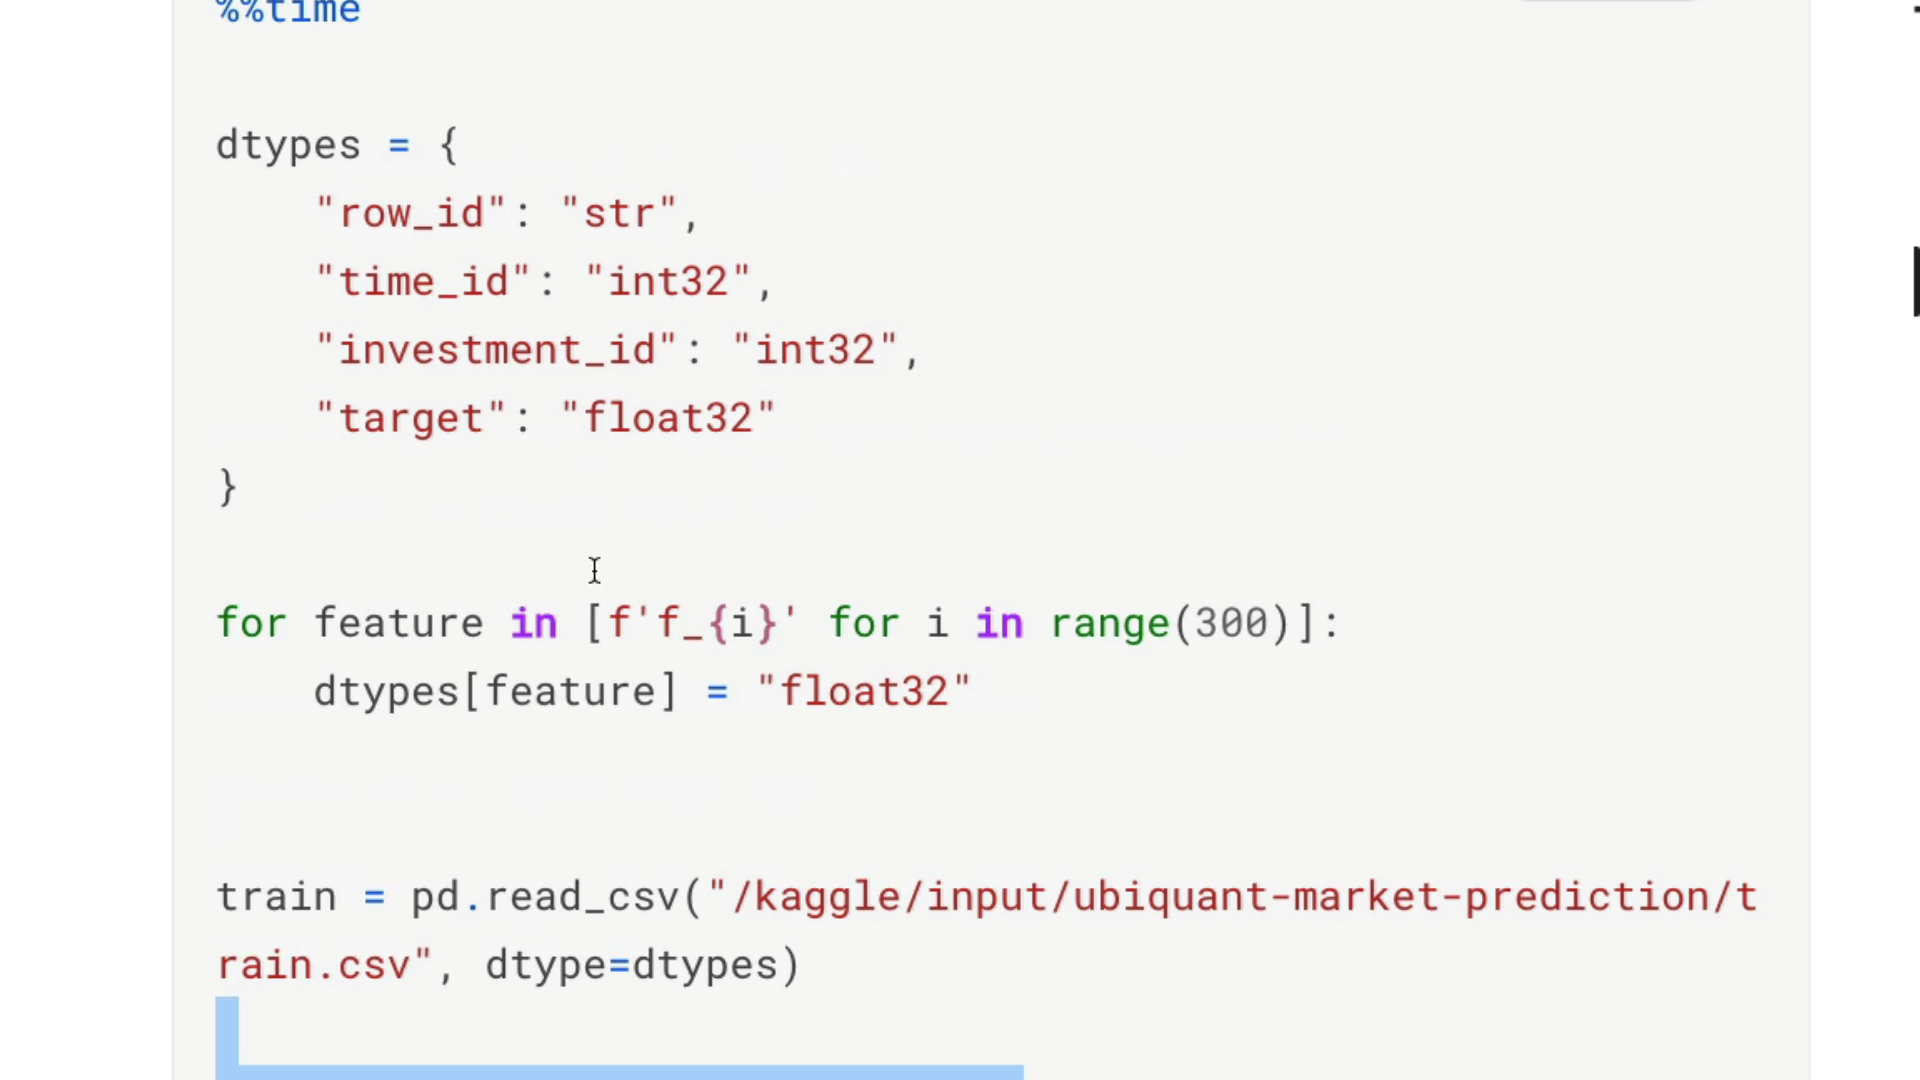 %%time
dtypes = {
    "row_id": "str",
    "time_id": "int32",
    "investment_id": "int32",
    "target": "float32"
}
for feature in [f'f_{i}' for i in range(300)]:
    dtypes[feature] = "float32"
train = pd.read_csv("/kaggle/input/ubiquant-market-prediction/t
rain.csv", dtype=dtypes)